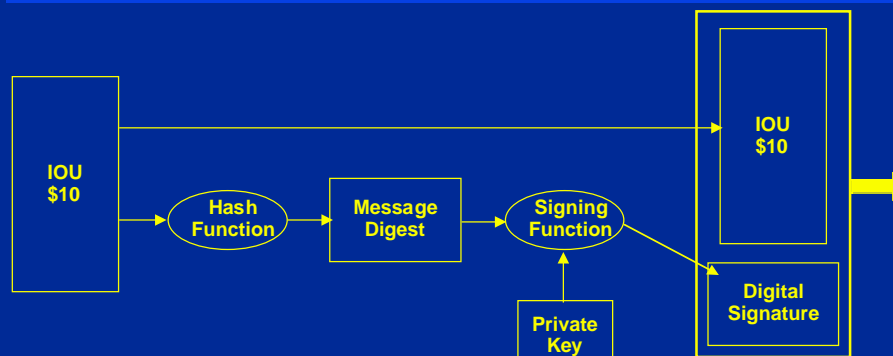 IOU
$10
Hash
Function
Message
Digest
Signing
Function
Private
Key
IOU
$10
Digital
Signature